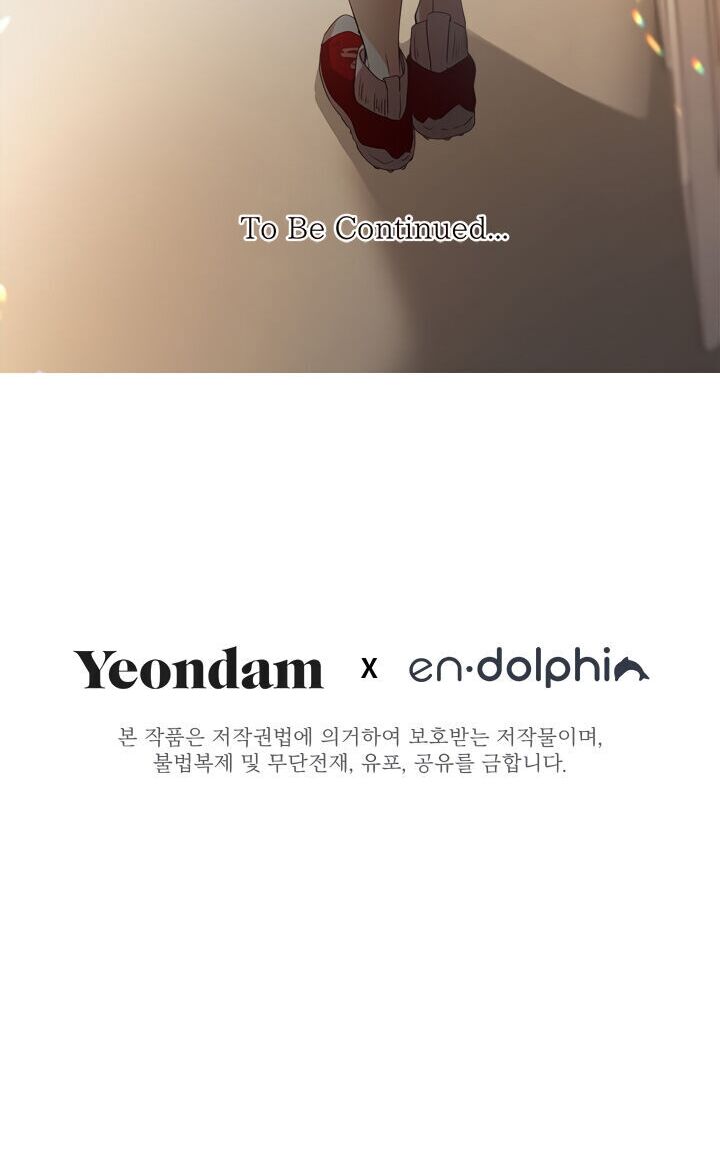 To Be Continued...
Yeondam x en·dolphin
본 작품은 저작권법에 의거하여 보호받는 저작물이며,
불법복제 및 무단전재, 유포, 공유를 금합니다.